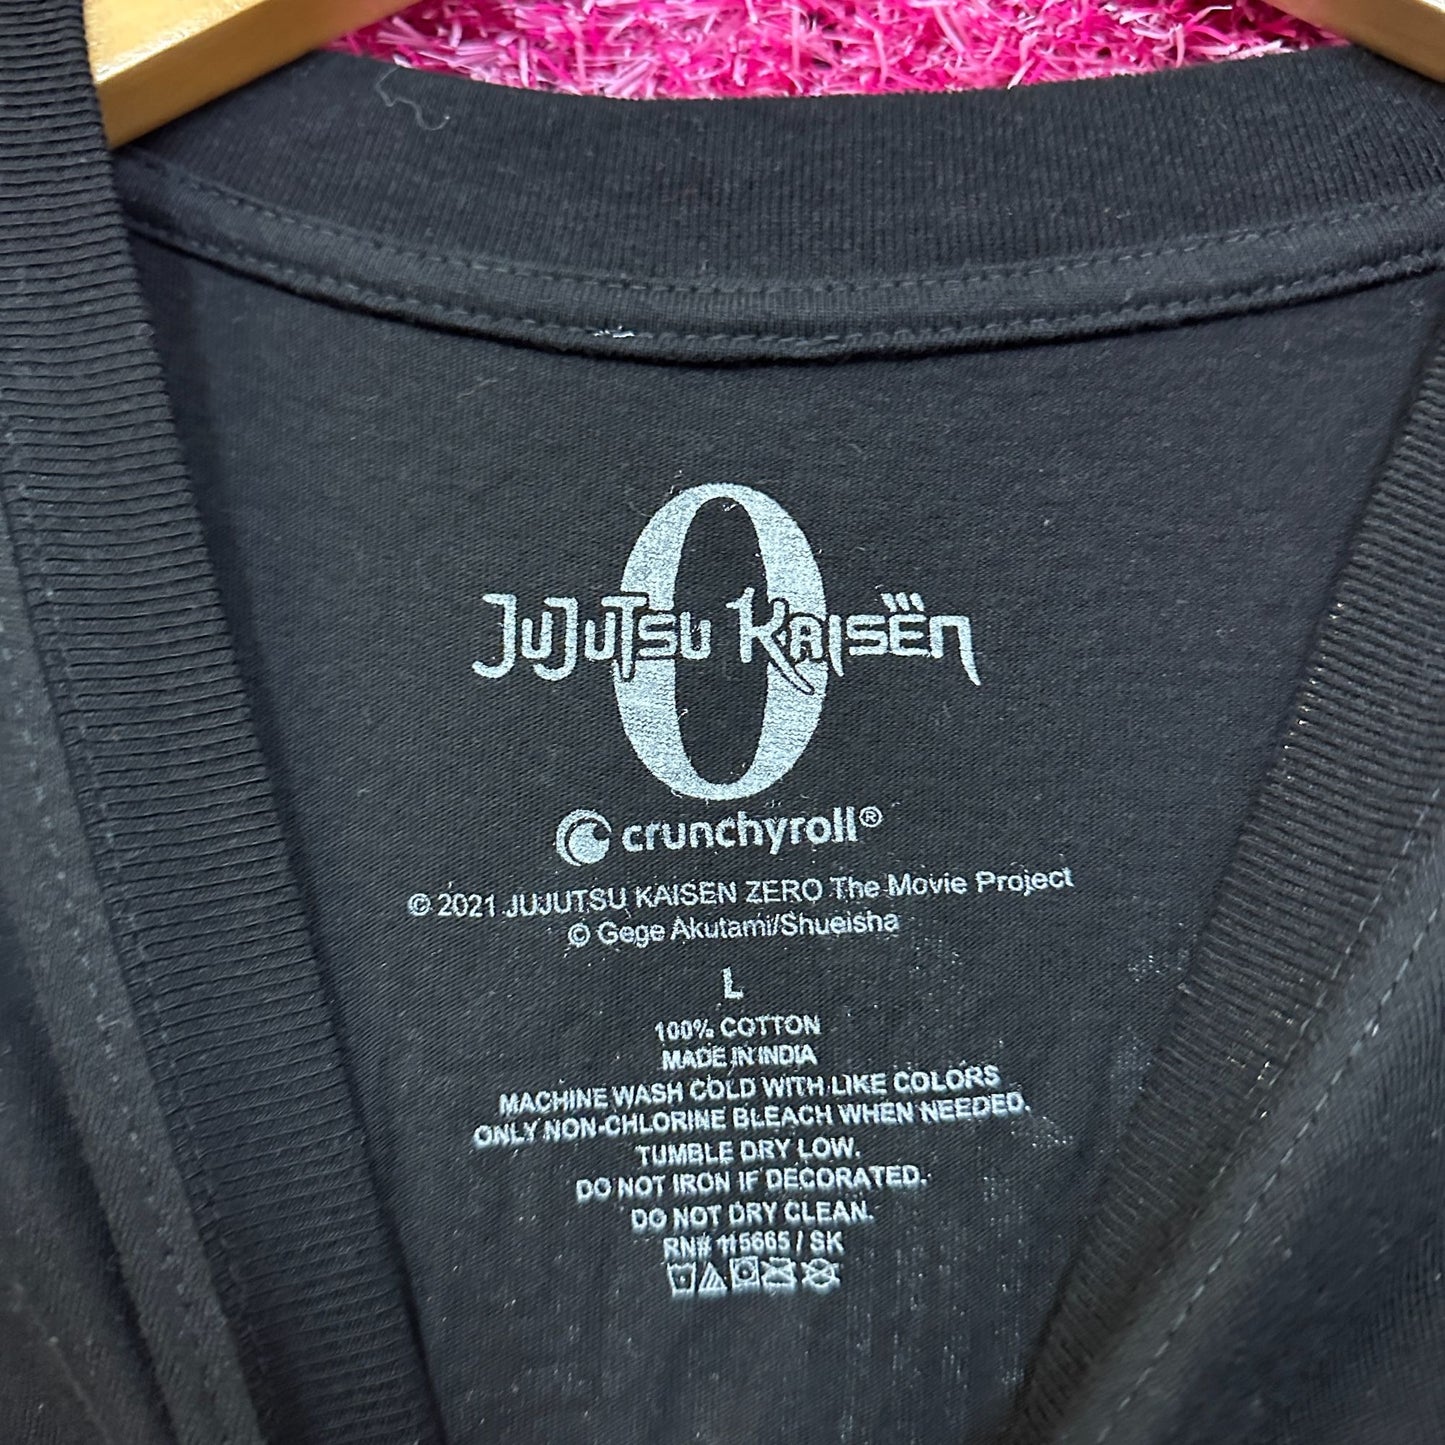 0
JUJUTSU KAISEN
crunchyroll®
© 2021 JUJUTSU KAISEN ZERO The Movie Project
© Gege Akutami/Shueisha
L
100% COTTON
MADE IN INDIA
MACHINE WASH COLD WITH LIKE COLORS
ONLY NON-CHLORINE BLEACH WHEN NEEDED.
TUMBLE DRY LOW.
DO NOT IRON IF DECORATED.
DO NOT DRY CLEAN.
RN# 115665 / SK